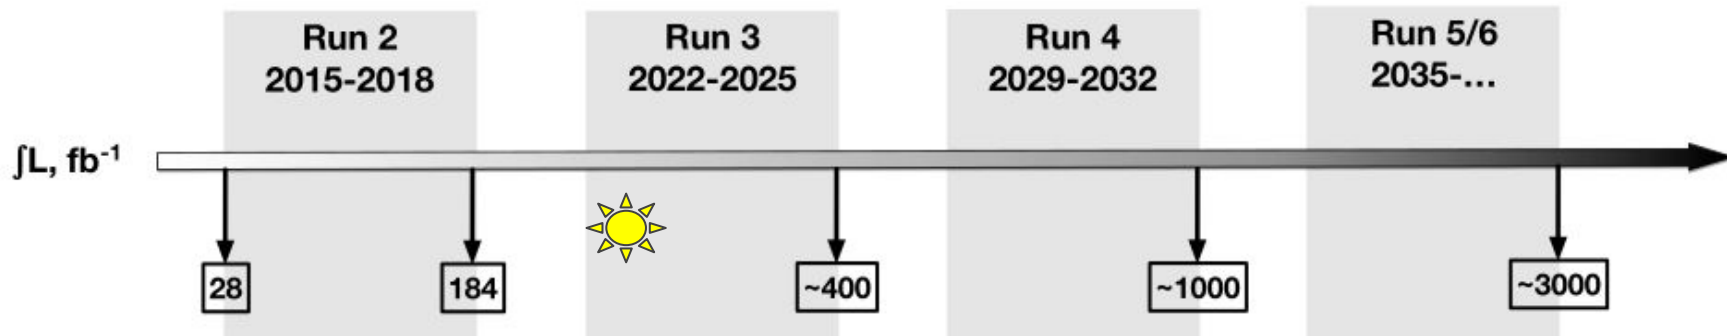 Run 2
2015-2018
Run 3
2022-2025
Run 4
2029-2032
Run 5/6
2035-...
∫L, fb⁻¹
28
184
~400
~1000
~3000